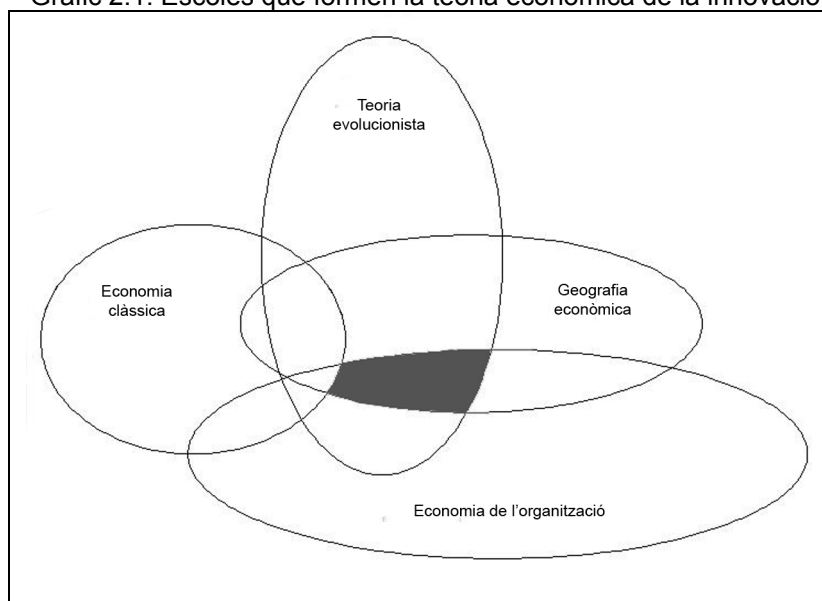 Gràfic 2.1. Escoles que formen la teoria econòmica de la innovació
Teoria
evolucionista
Economia
clàssica
Geografia
econòmica
Economia de l’organització